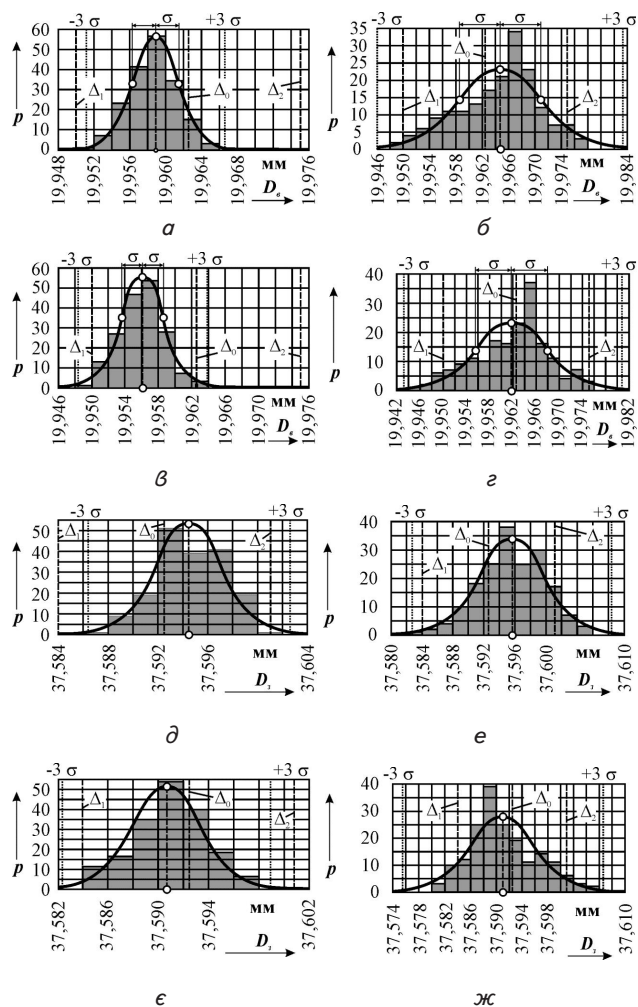 -3 σ σ σ +3 σ
60
50
40
30
20
10
0
p
Δ₁ Δ₀ Δ₂
19,948 19,952 19,956 19,960 19,964 19,968 19,972 19,976
мм
Dв
а
-3 σ σ σ +3 σ
35
30
25
20
15
10
5
0
p
Δ₁ Δ₀ Δ₂
19,946 19,950 19,954 19,958 19,962 19,966 19,970 19,974 19,984
мм
Dв
б
-3 σ σ σ +3 σ
60
50
40
30
20
10
0
p
Δ₁ Δ₀ Δ₂
19,946 19,950 19,954 19,958 19,962 19,966 19,970 19,976
мм
Dв
в
-3 σ σ σ +3 σ
40
30
20
10
0
p
Δ₁ Δ₀ Δ₂
19,942 19,946 19,950 19,954 19,958 19,962 19,966 19,970 19,974 19,982
мм
Dв
г
-3 σ +3 σ
50
40
30
20
10
0
p
Δ₁ Δ₀ Δ₂
37,584 37,588 37,592 37,596 37,604
мм
Dз
д
-3 σ +3 σ
40
30
20
10
0
p
Δ₁ Δ₀ Δ₂
37,580 37,584 37,588 37,592 37,596 37,600 37,610
мм
Dз
е
-3 σ +3 σ
50
40
30
20
10
0
p
Δ₁ Δ₀ Δ₂
37,582 37,586 37,590 37,594 37,602
мм
Dз
є
-3 σ +3 σ
40
30
20
10
0
p
Δ₁ Δ₀ Δ₂
37,574 37,578 37,582 37,586 37,590 37,594 37,598 37,610
мм
Dз
ж